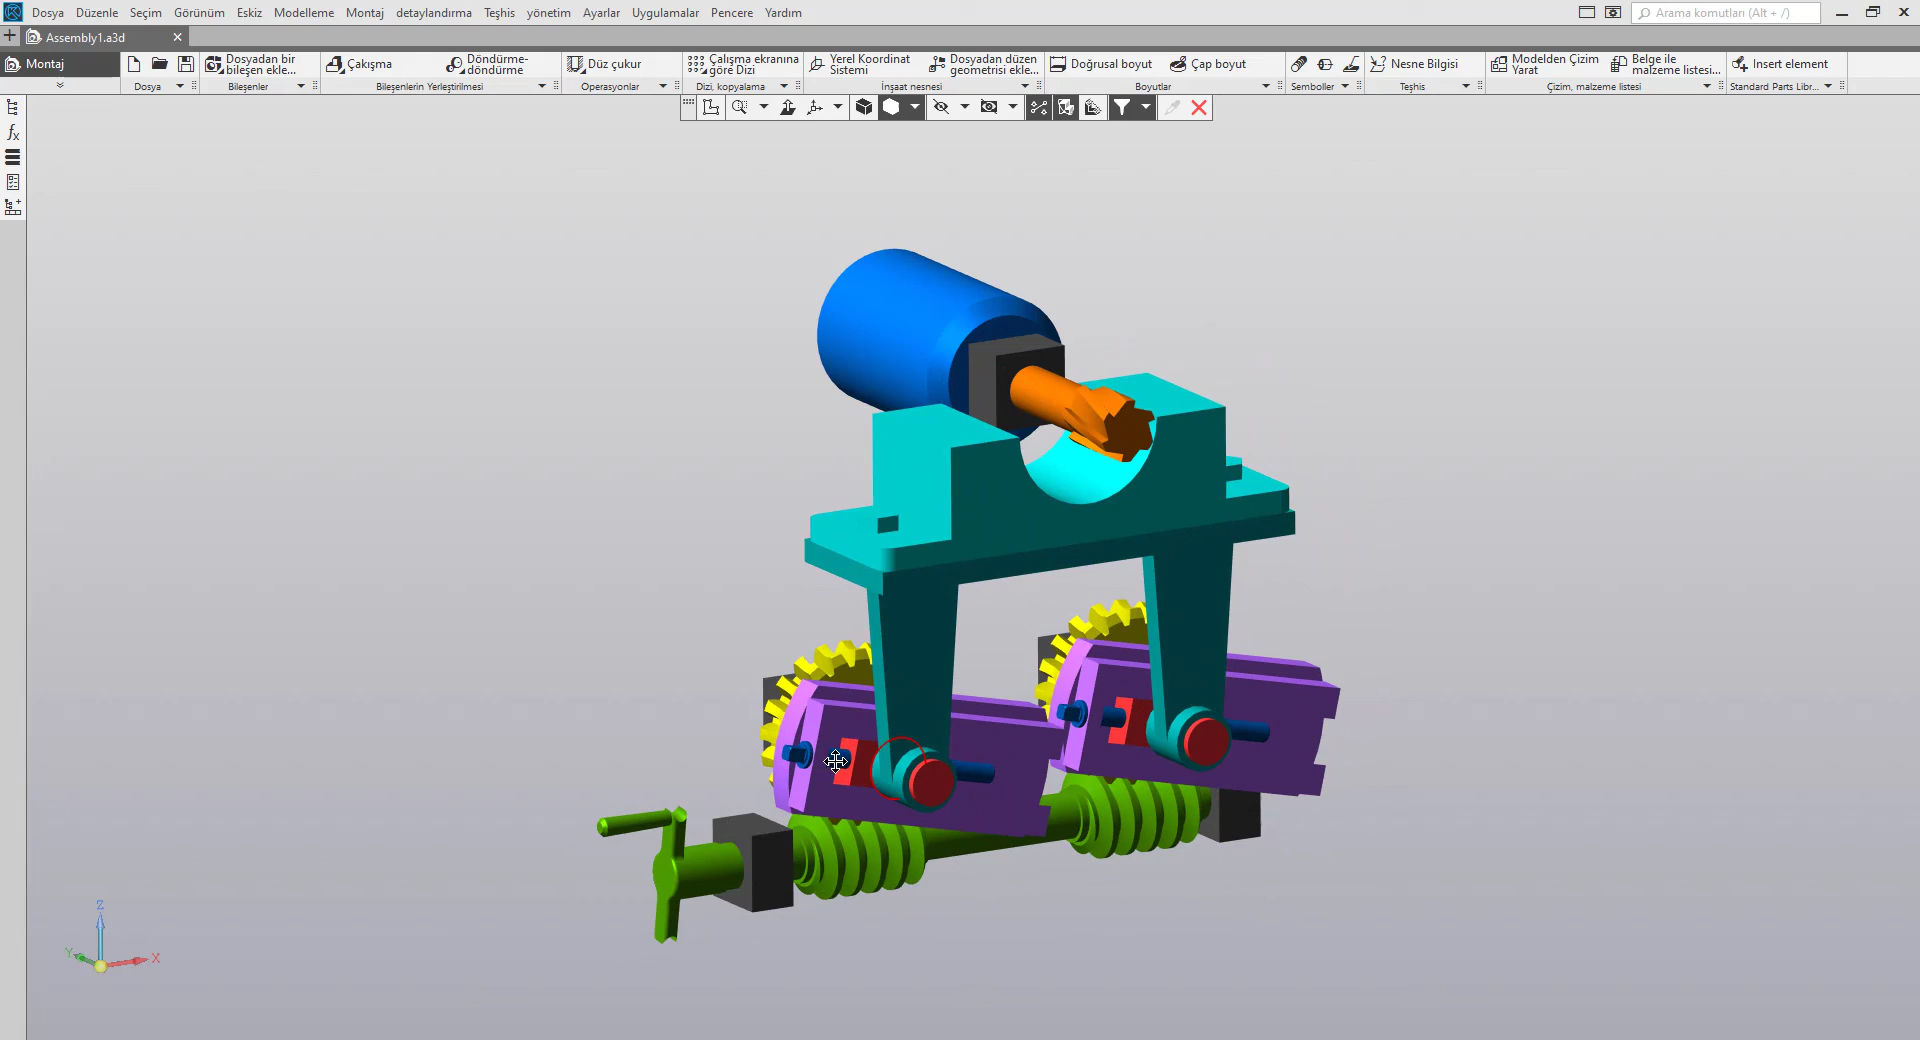 Dosya Düzenle Seçim Görünüm Eskiz Modelleme Montaj detaylandırma Teşhis yönetim Ayarlar Uygulamalar Pencere Yardım
Arama komutları (Alt + /)
Assembly1.a3d
Montaj
Dosyadan bir
bileşen ekle...
Çakışma
Döndürme-
döndürme
Düz çukur
Çalışma ekranına
göre Dizi
Yerel Koordinat
Sistemi
Dosyadan düzen
geometrisi ekle...
Doğrusal boyut
Çap boyut
Nesne Bilgisi
Modelden Çizim
Yarat
Belge ile
malzeme listesi...
Insert element
Dosya
Bileşenler
Bileşenlerin Yerleştirilmesi
Operasyonlar
Dizi, kopyalama
İnşaat nesnesi
Boyutlar
Semboller
Teşhis
Çizim, malzeme listesi
Standard Parts Libr...
fx
Z
Y
X